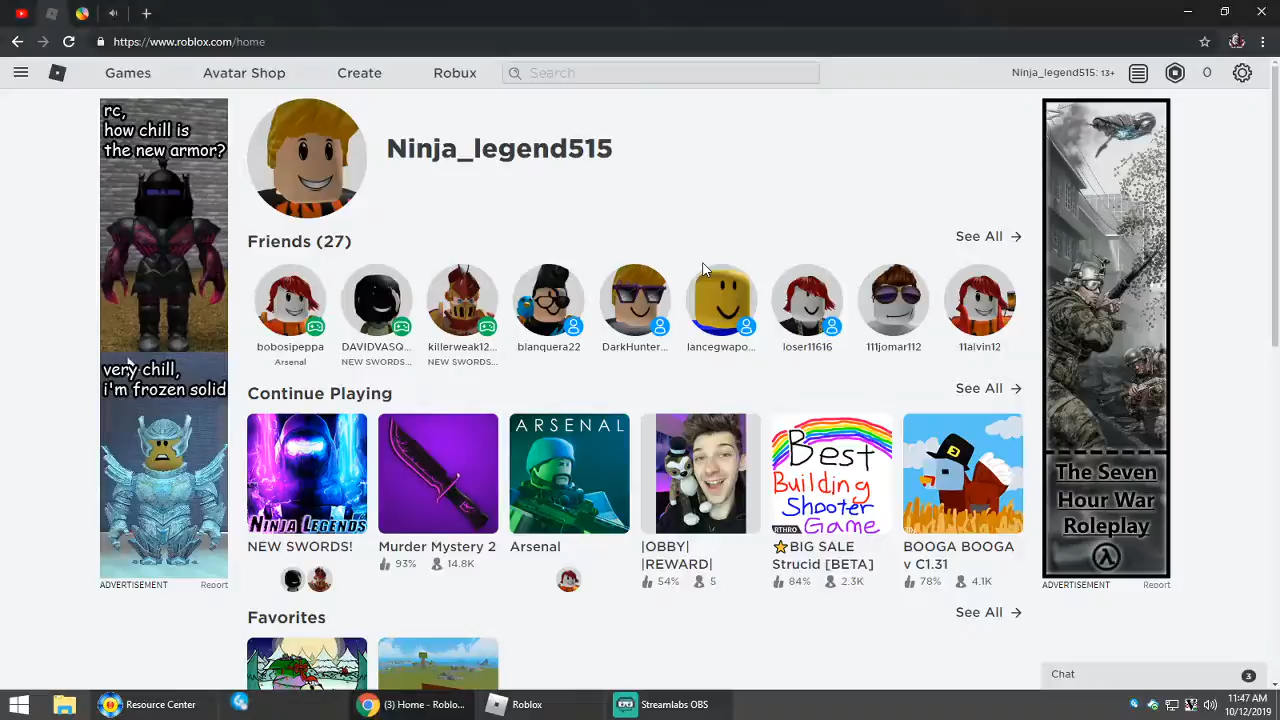 https://www.roblox.com/home
Games
Avatar Shop
Create
Robux
Search
Ninja_legend515: 13+
0
rc,
how chill is
the new armor?
very chill,
i'm frozen solid
ADVERTISEMENT
Report
Ninja_legend515
Friends (27)
See All
bobosipeppa
Arsenal
DAVIDVASQ...
NEW SWORDS...
killerweak12...
NEW SWORDS...
blanquera22
DarkHunter...
lancegwapo...
loser11616
111jomar112
11alvin12
Continue Playing
See All
NINJA LEGENDS
NEW SWORDS!
Murder Mystery 2
93%
14.8K
ARSENAL
Arsenal
|OBBY|
|REWARD|
54%
5
Best
Building
Shooter
Game
RTHRO
⭐BIG SALE
Strucid [BETA]
84%
2.3K
BOOGA BOOGA
v C1.31
78%
4.1K
Favorites
See All
The Seven
Hour War
Roleplay
ADVERTISEMENT
Report
Chat
3
Resource Center
(3) Home - Roblo...
Roblox
Streamlabs OBS
11:47 AM
10/12/2019